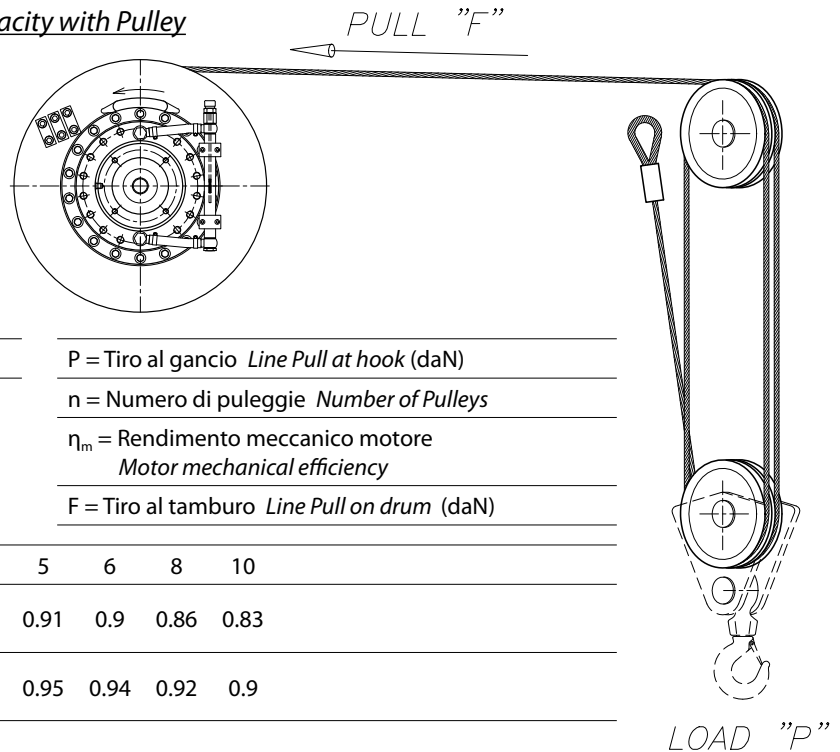 acity with Pulley
PULL "F"
P = Tiro al gancio Line Pull at hook (daN)
n = Numero di puleggie Number of Pulleys
ηm = Rendimento meccanico motore
Motor mechanical efficiency
F = Tiro al tamburo Line Pull on drum (daN)
5 6 8 10
0.91 0.9 0.86 0.83
0.95 0.94 0.92 0.9
LOAD "P"